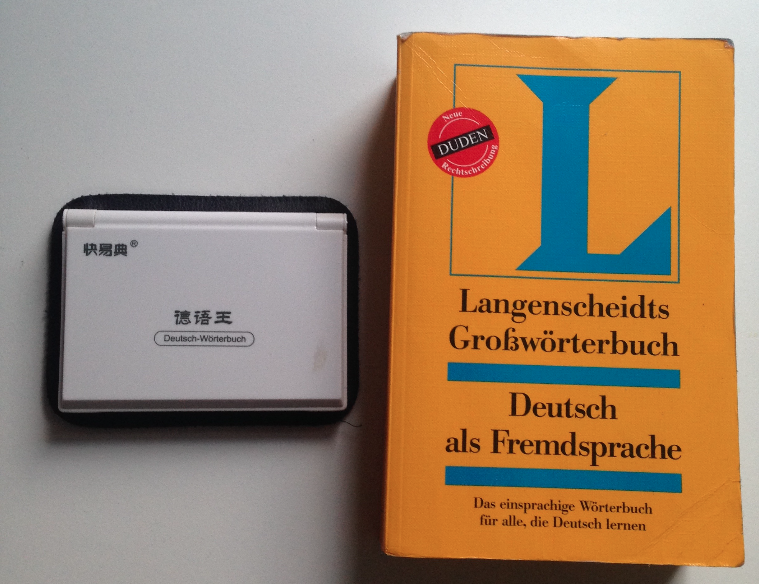 快易典®
德语王
Deutsch-Wörterbuch
L
Neue
DUDEN
Rechtschreibung
Langenscheidts
Großwörterbuch
Deutsch
als Fremdsprache
Das einsprachige Wörterbuch
für alle, die Deutsch lernen